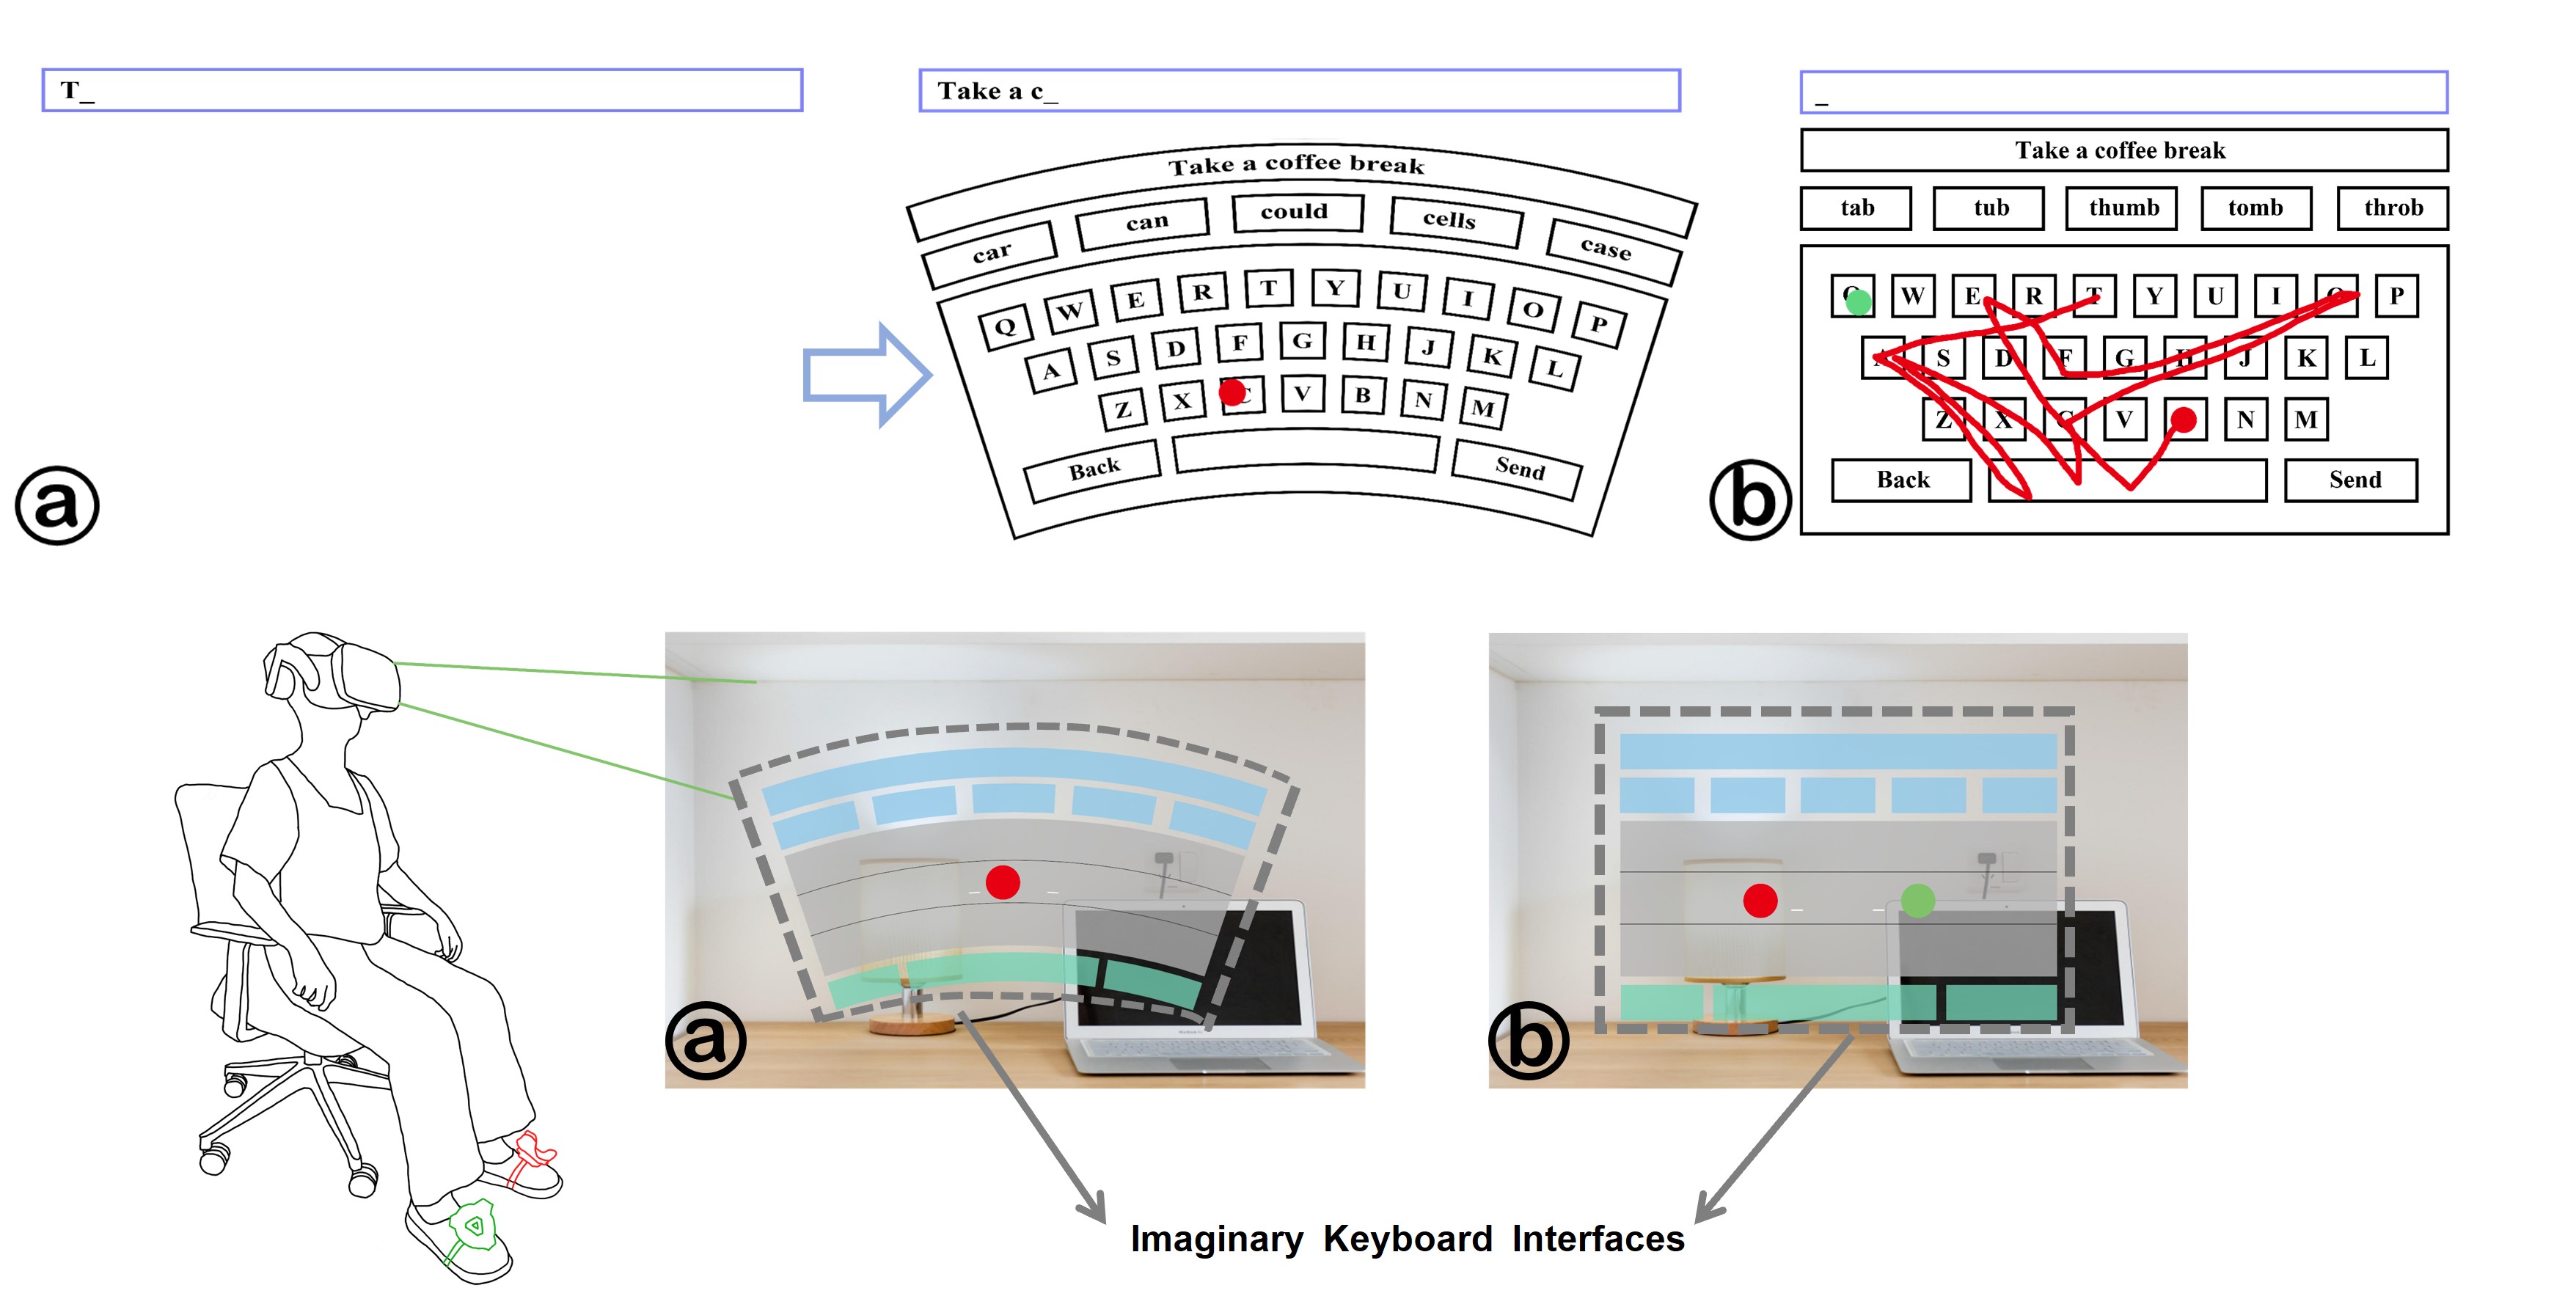 T_
Take a c_
Take a coffee break
car can could cells case
Q W E R T Y U I O P
A S D F G H J K L
Z X C V B N M
Back Send
a
_
Take a coffee break
tab tub thumb tomb throb
Q W E R T Y U I O P
A S D F G H J K L
Z X C V N M
Back Send
b
a
b
Imaginary Keyboard Interfaces